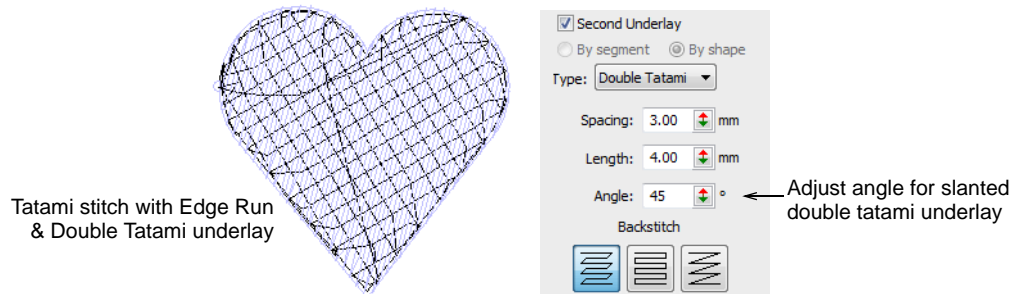 Tatami stitch with Edge Run
& Double Tatami underlay
Second Underlay
By segment By shape
Type: Double Tatami
Spacing: 3.00 mm
Length: 4.00 mm
Angle: 45 °
Backstitch
Adjust angle for slanted
double tatami underlay